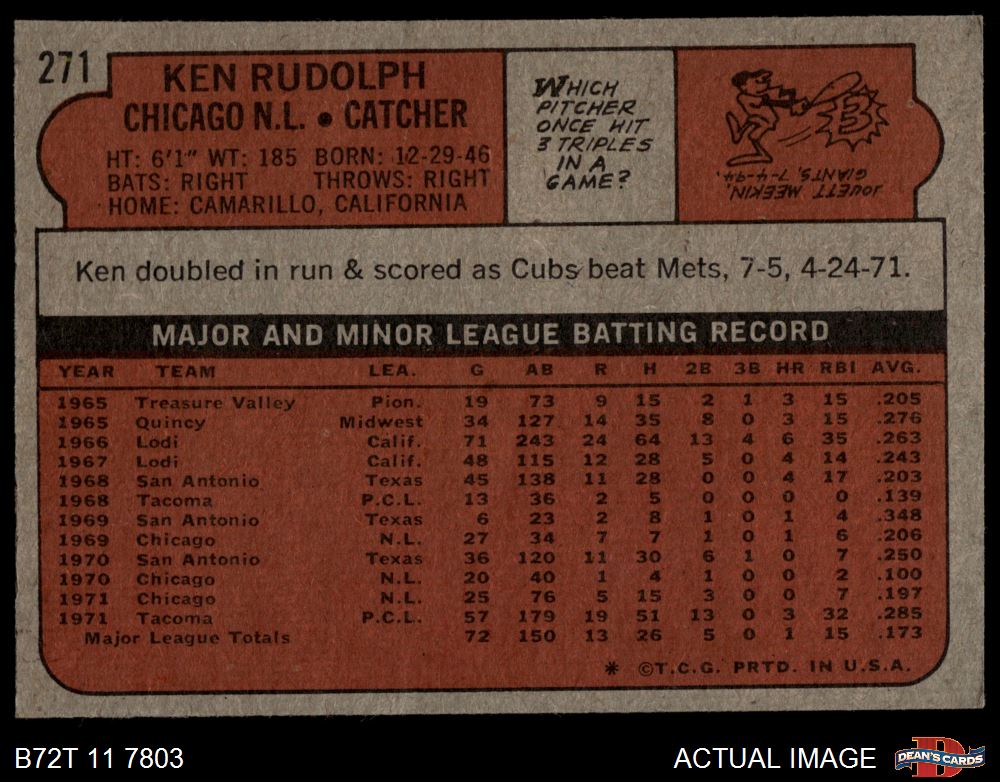 271
KEN RUDOLPH
CHICAGO N.L. • CATCHER
HT: 6'1" WT: 185 BORN: 12-29-46
BATS: RIGHT THROWS: RIGHT
HOME: CAMARILLO, CALIFORNIA
WHICH
PITCHER
ONCE HIT
3 TRIPLES
IN A
GAME?
3
JOUETT MEEKIN,
GIANTS, 7-4-94.
Ken doubled in run & scored as Cubs beat Mets, 7-5, 4-24-71.
MAJOR AND MINOR LEAGUE BATTING RECORD
YEAR TEAM LEA. G AB R H 2B 3B HR RBI AVG.
1965 Treasure Valley Pion. 19 73 9 15 2 1 3 15 .205
1965 Quincy Midwest 34 127 14 35 8 0 3 15 .276
1966 Lodi Calif. 71 243 24 64 13 4 6 35 .263
1967 Lodi Calif. 48 115 12 28 5 0 4 14 .243
1968 San Antonio Texas 45 138 11 28 0 0 4 17 .203
1968 Tacoma P.C.L. 13 36 2 5 0 0 0 0 .139
1969 San Antonio Texas 6 23 2 8 1 0 1 4 .348
1969 Chicago N.L. 27 34 7 7 1 0 1 6 .206
1970 San Antonio Texas 36 120 11 30 6 1 0 7 .250
1970 Chicago N.L. 20 40 1 4 1 0 0 2 .100
1971 Chicago N.L. 25 76 5 15 3 0 0 7 .197
1971 Tacoma P.C.L. 57 179 19 51 13 0 3 32 .285
Major League Totals 72 150 13 26 5 0 1 15 .173
* ©T.C.G. PRTD. IN U.S.A.
B72T 11 7803
ACTUAL IMAGE
D
DEAN'S CARDS